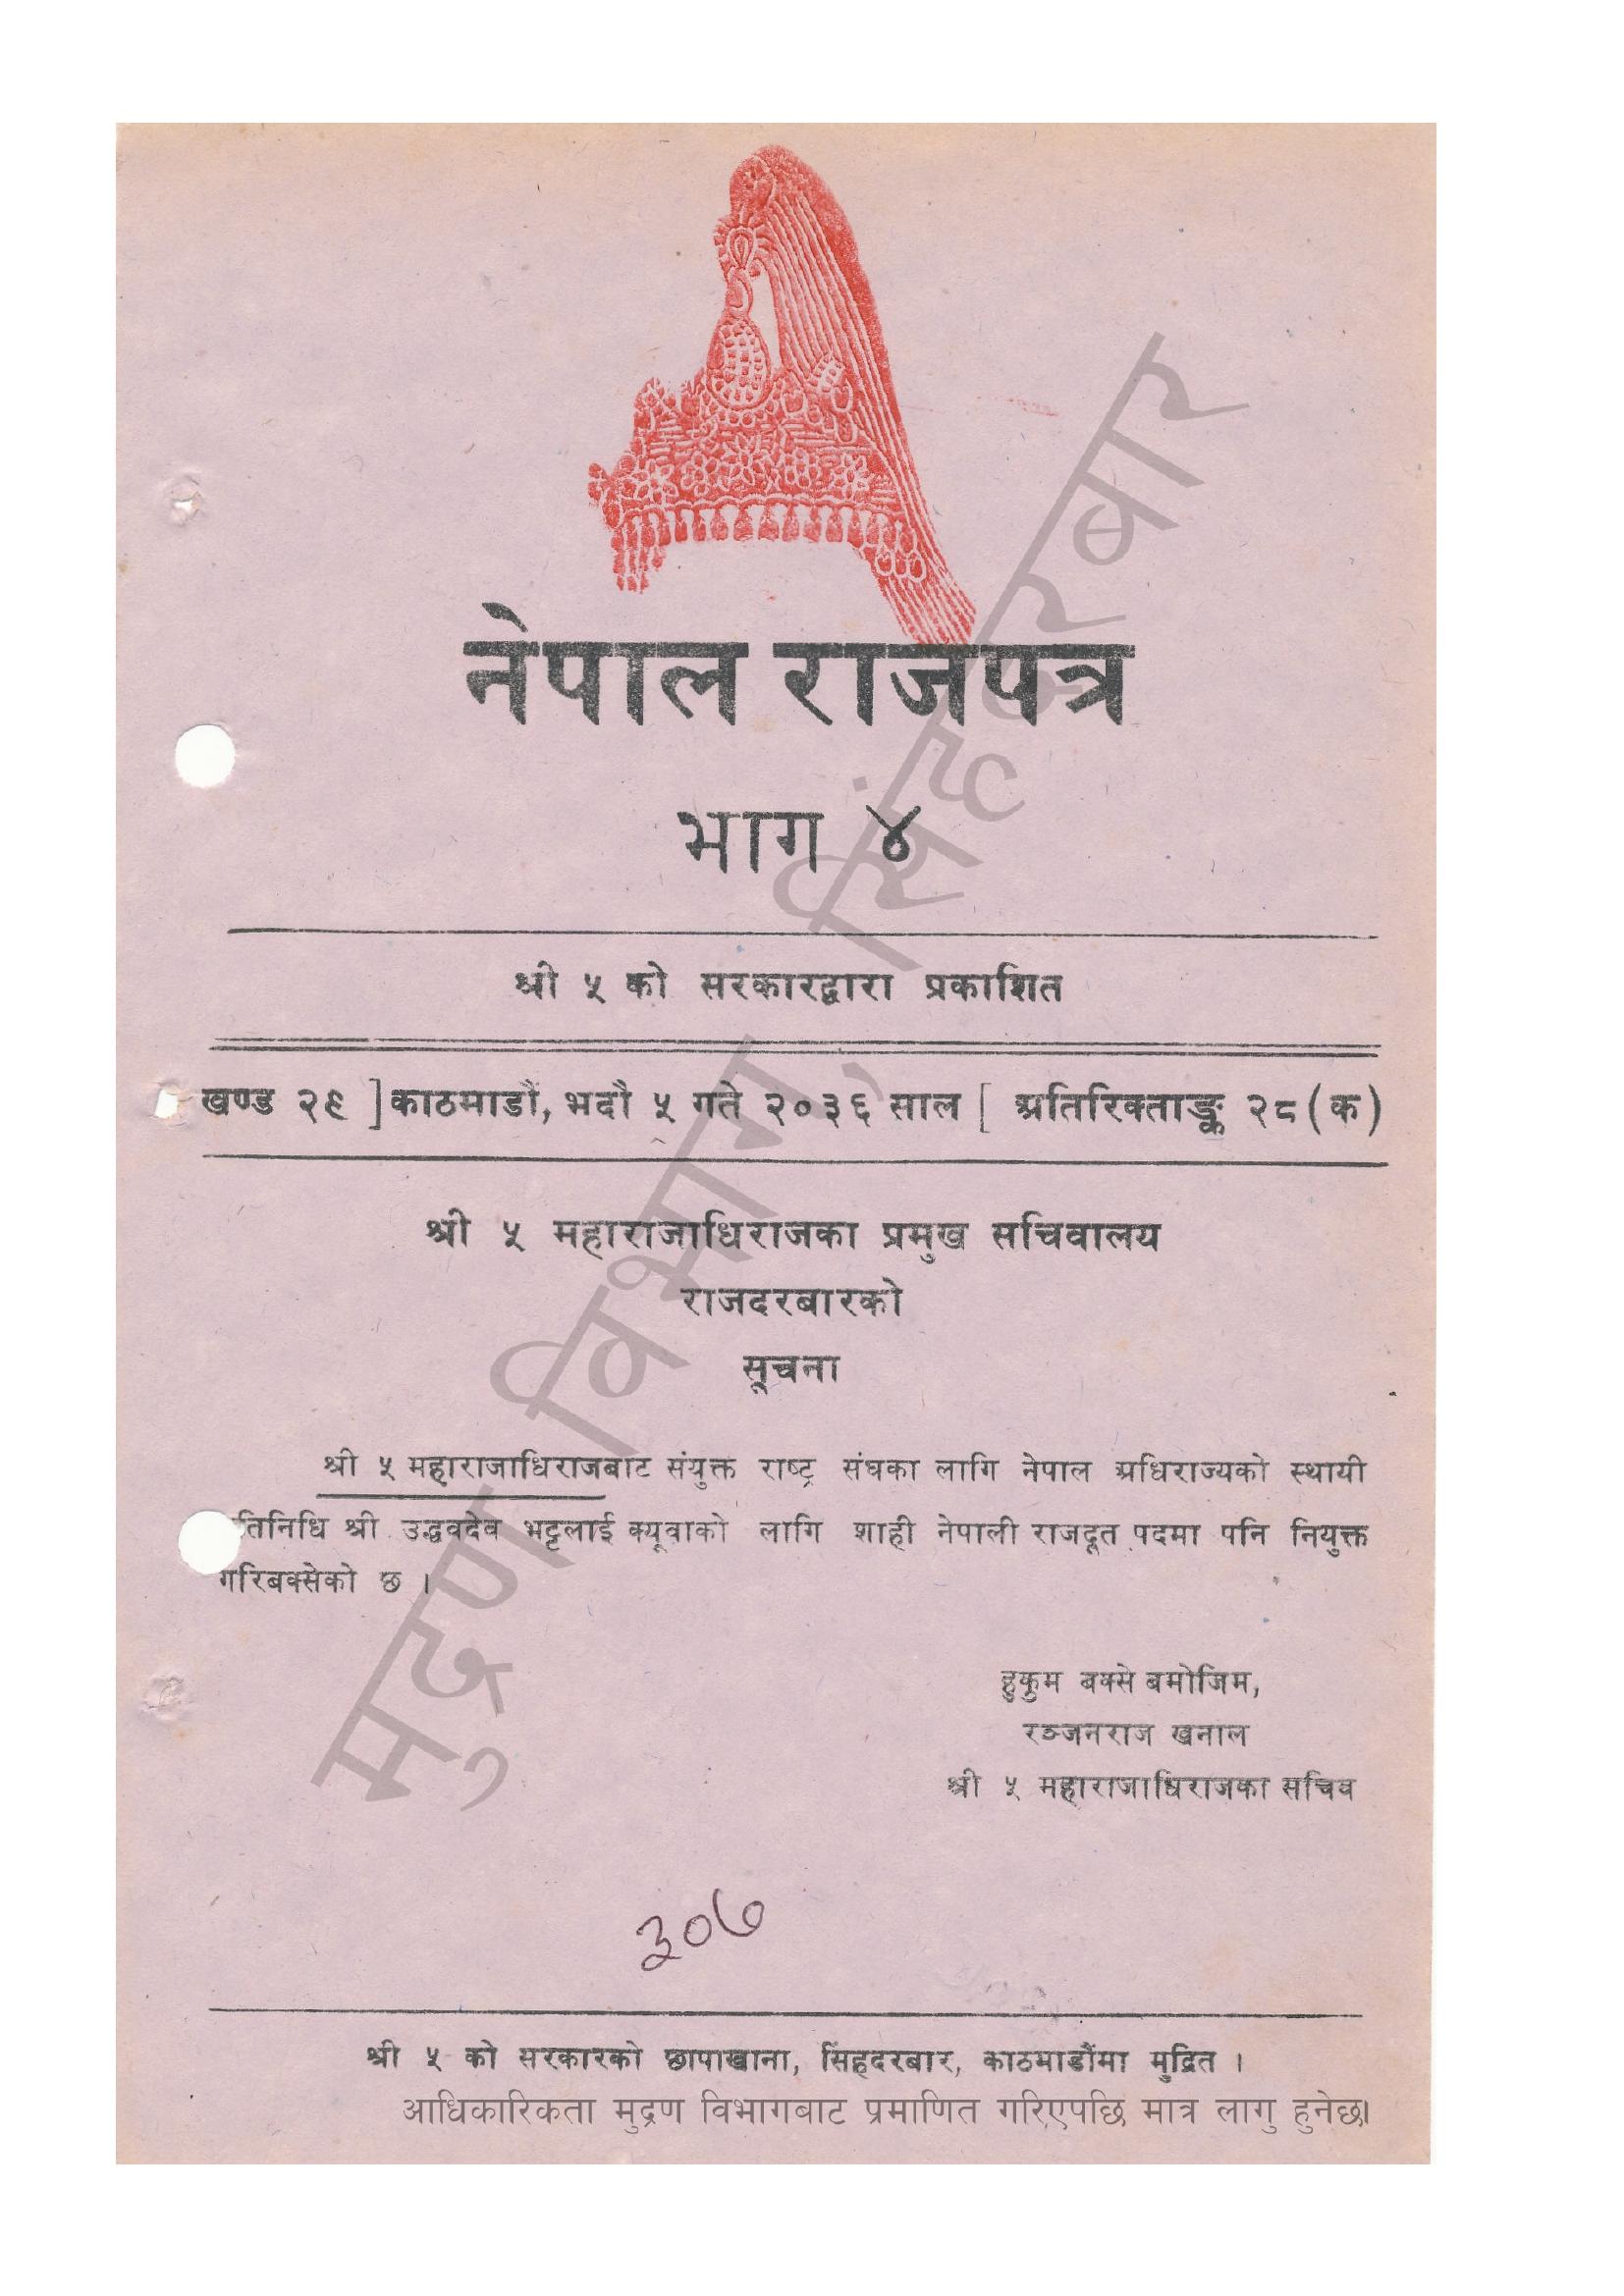 नेपाल राजपत्र
भाग ४
श्री ५ को सरकारद्वारा प्रकाशित
खण्ड २९ ] काठमाडौं, भदौ ५ गते २०३६ साल [ अतिरिक्ताङ्क २८ (क)
श्री ५ महाराजाधिराजका प्रमुख सचिवालय
राजदरबारको
सूचना
श्री ५ महाराजाधिराजबाट संयुक्त राष्ट्र संघका लागि नेपाल अधिराज्यको स्थायी
तिनिधि श्री उद्धवदेव भट्टलाई क्यूवाको लागि शाही नेपाली राजदूत पदमा पनि नियुक्त
गरिबक्सेको छ ।
हुकुम बक्से बमोजिम,
रञ्जनराज खनाल
श्री ५ महाराजाधिराजका सचिव
३०७
श्री ५ को सरकारको छापाखाना, सिंहदरबार, काठमाडौंमा मुद्रित ।
आधिकारिकता मुद्रण विभागबाट प्रमाणित गरिएपछि मात्र लागु हुनेछ।
मुद्रण विभाग, सिंहदरबार